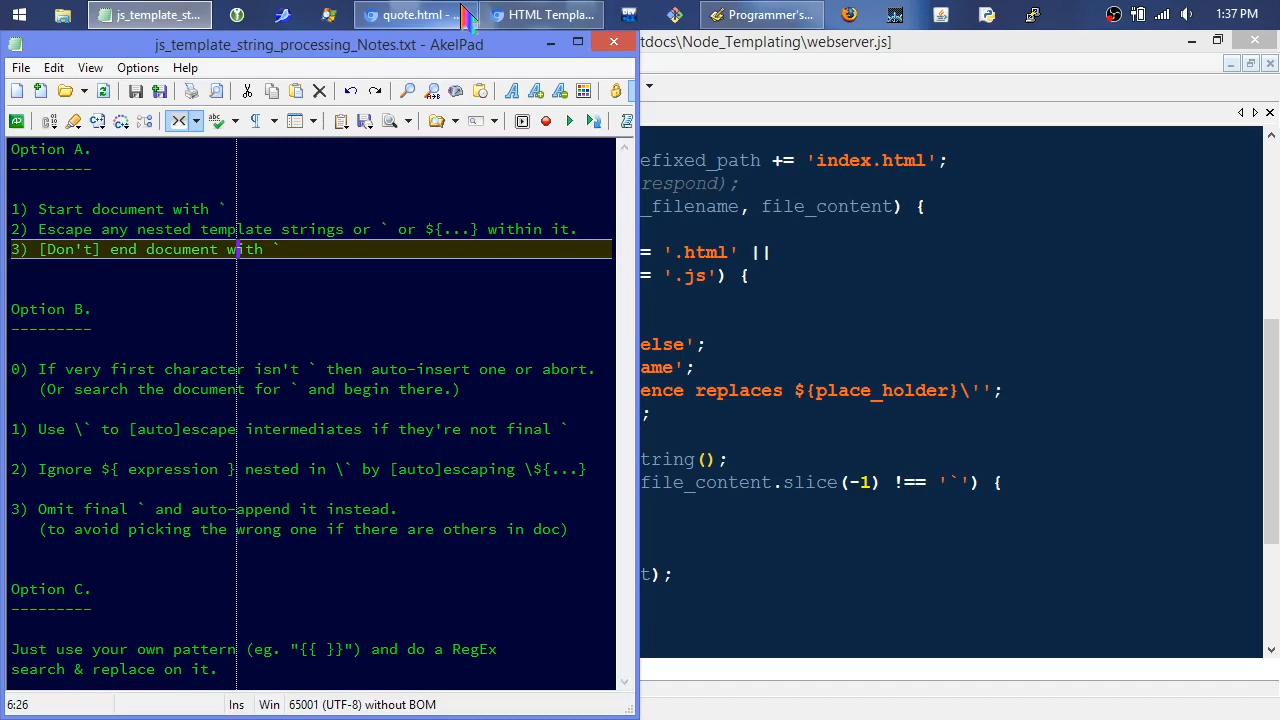 js_template_st...
quote.html - ...
HTML Templa...
Programmer's...
1:37 PM
js_template_string_processing_Notes.txt - AkelPad
tdocs\Node_Templating\webserver.js]
File Edit View Options Help
Option A.
---------
1) Start document with `
2) Escape any nested template strings or ` or ${...} within it.
3) [Don't] end document with `
Option B.
---------
0) If very first character isn't ` then auto-insert one or abort.
(Or search the document for ` and begin there.)
1) Use \` to [auto]escape intermediates if they're not final `
2) Ignore ${ expression } nested in \` by [auto]escaping \${...}
3) Omit final ` and auto-append it instead.
(to avoid picking the wrong one if there are others in doc)
Option C.
---------
Just use your own pattern (eg. "{{ }}") and do a RegEx
search & replace on it.
6:26 Ins Win 65001 (UTF-8) without BOM
efixed_path += 'index.html';
respond);
_filename, file_content) {
= '.html' ||
= '.js') {
else';
ame';
ence replaces ${place_holder}\'';
;
tring();
file_content.slice(-1) !== '`') {
t);